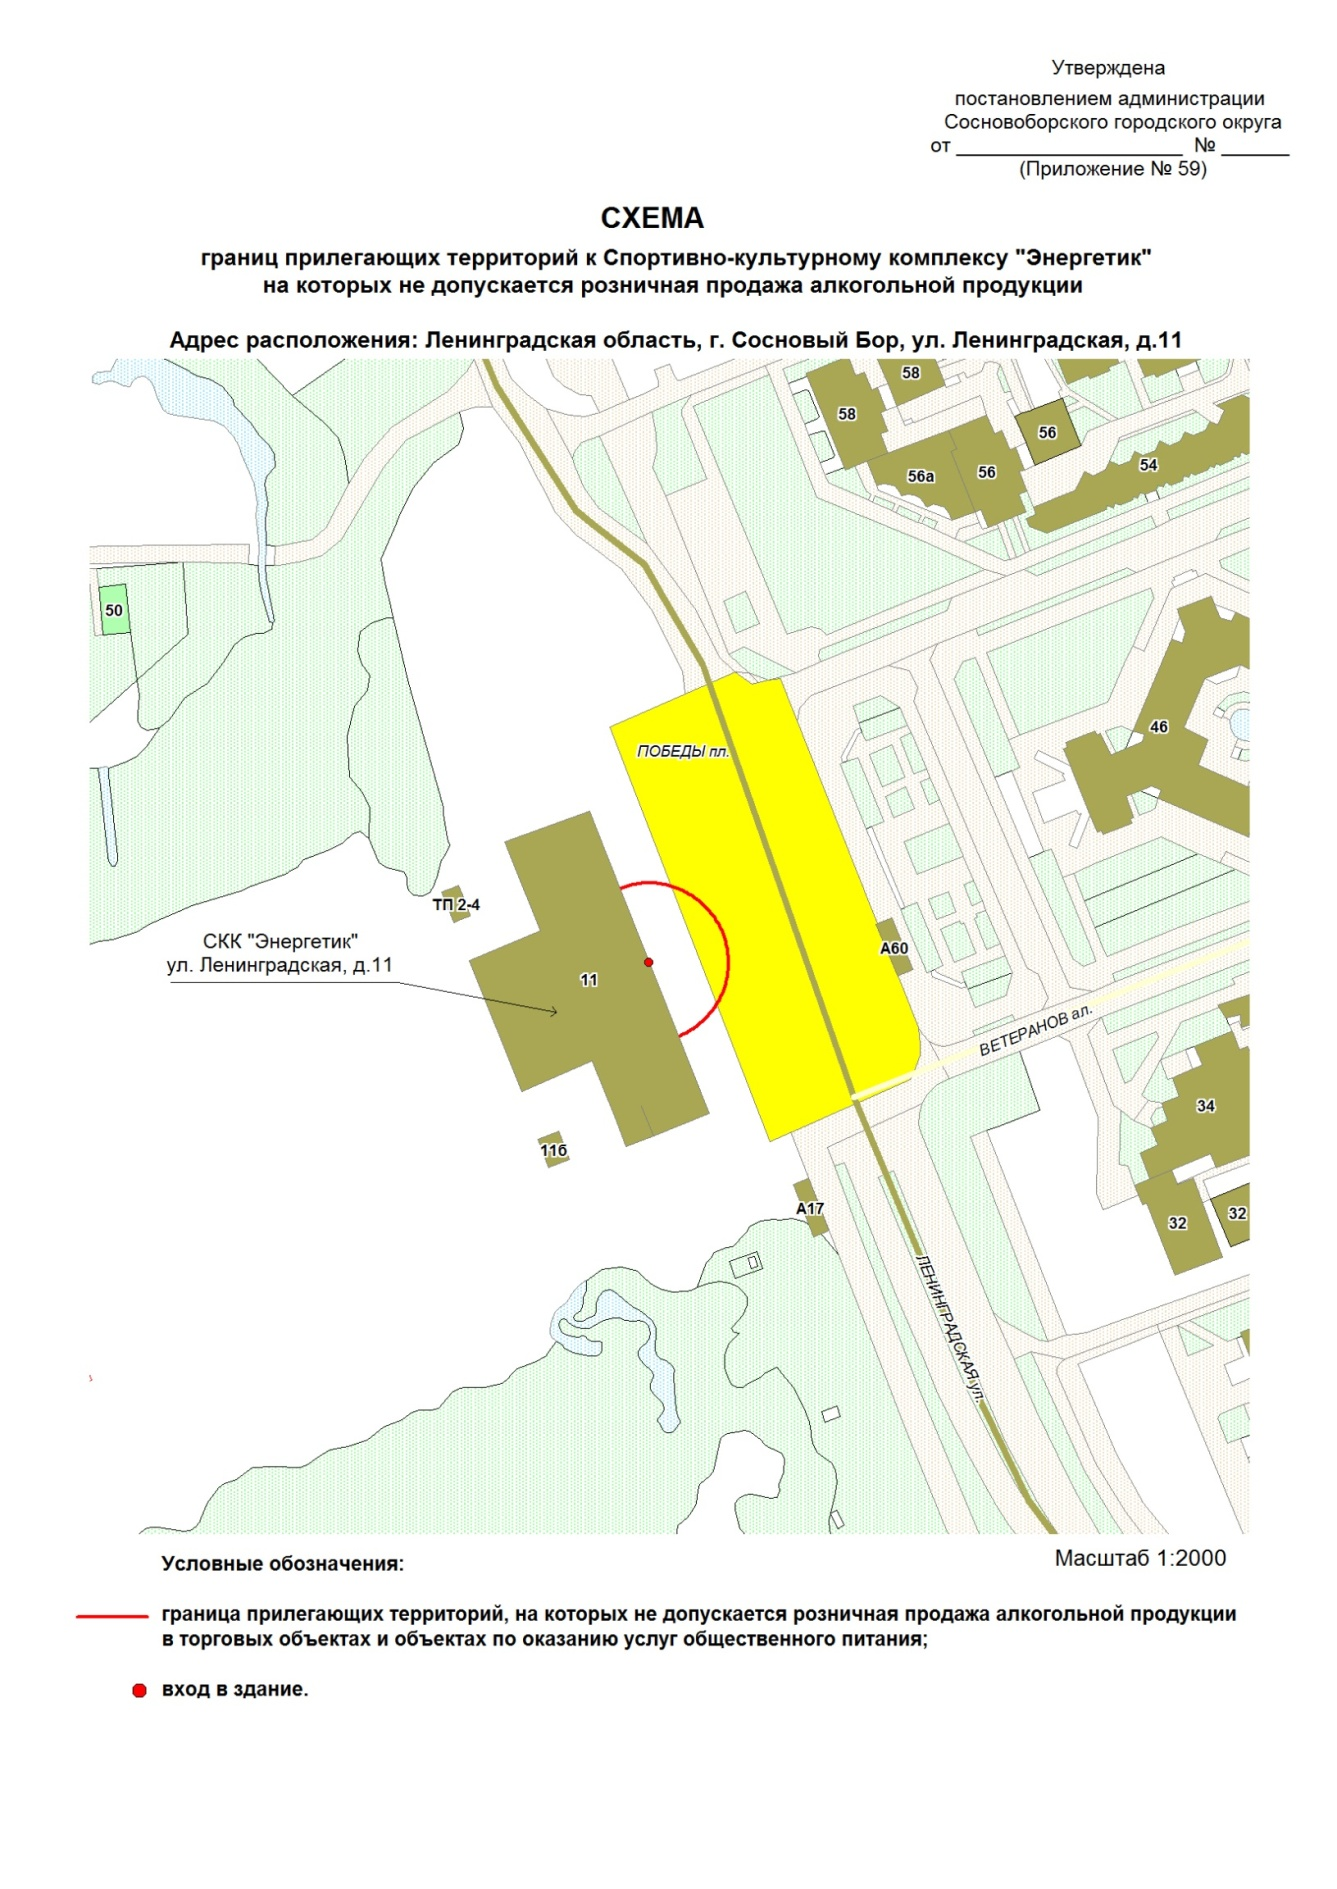 Утверждена
постановлением администрации
Сосновоборского городского округа
от ____________________ № ______
(Приложение № 59)
СХЕМА
границ прилегающих территорий к Спортивно-культурному комплексу "Энергетик"
на которых не допускается розничная продажа алкогольной продукции
Адрес расположения: Ленинградская область, г. Сосновый Бор, ул. Ленинградская, д.11
58
58
56
56а
56
54
50
46
ПОБЕДЫ пл.
ТП 2-4
СКК "Энергетик"
ул. Ленинградская, д.11
11
А60
ВЕТЕРАНОВ ал.
34
11б
А17
32
32
ЛЕНИНГРАДСКАЯ ул.
Масштаб 1:2000
Условные обозначения:
граница прилегающих территорий, на которых не допускается розничная продажа алкогольной продукции
в торговых объектах и объектах по оказанию услуг общественного питания;
вход в здание.